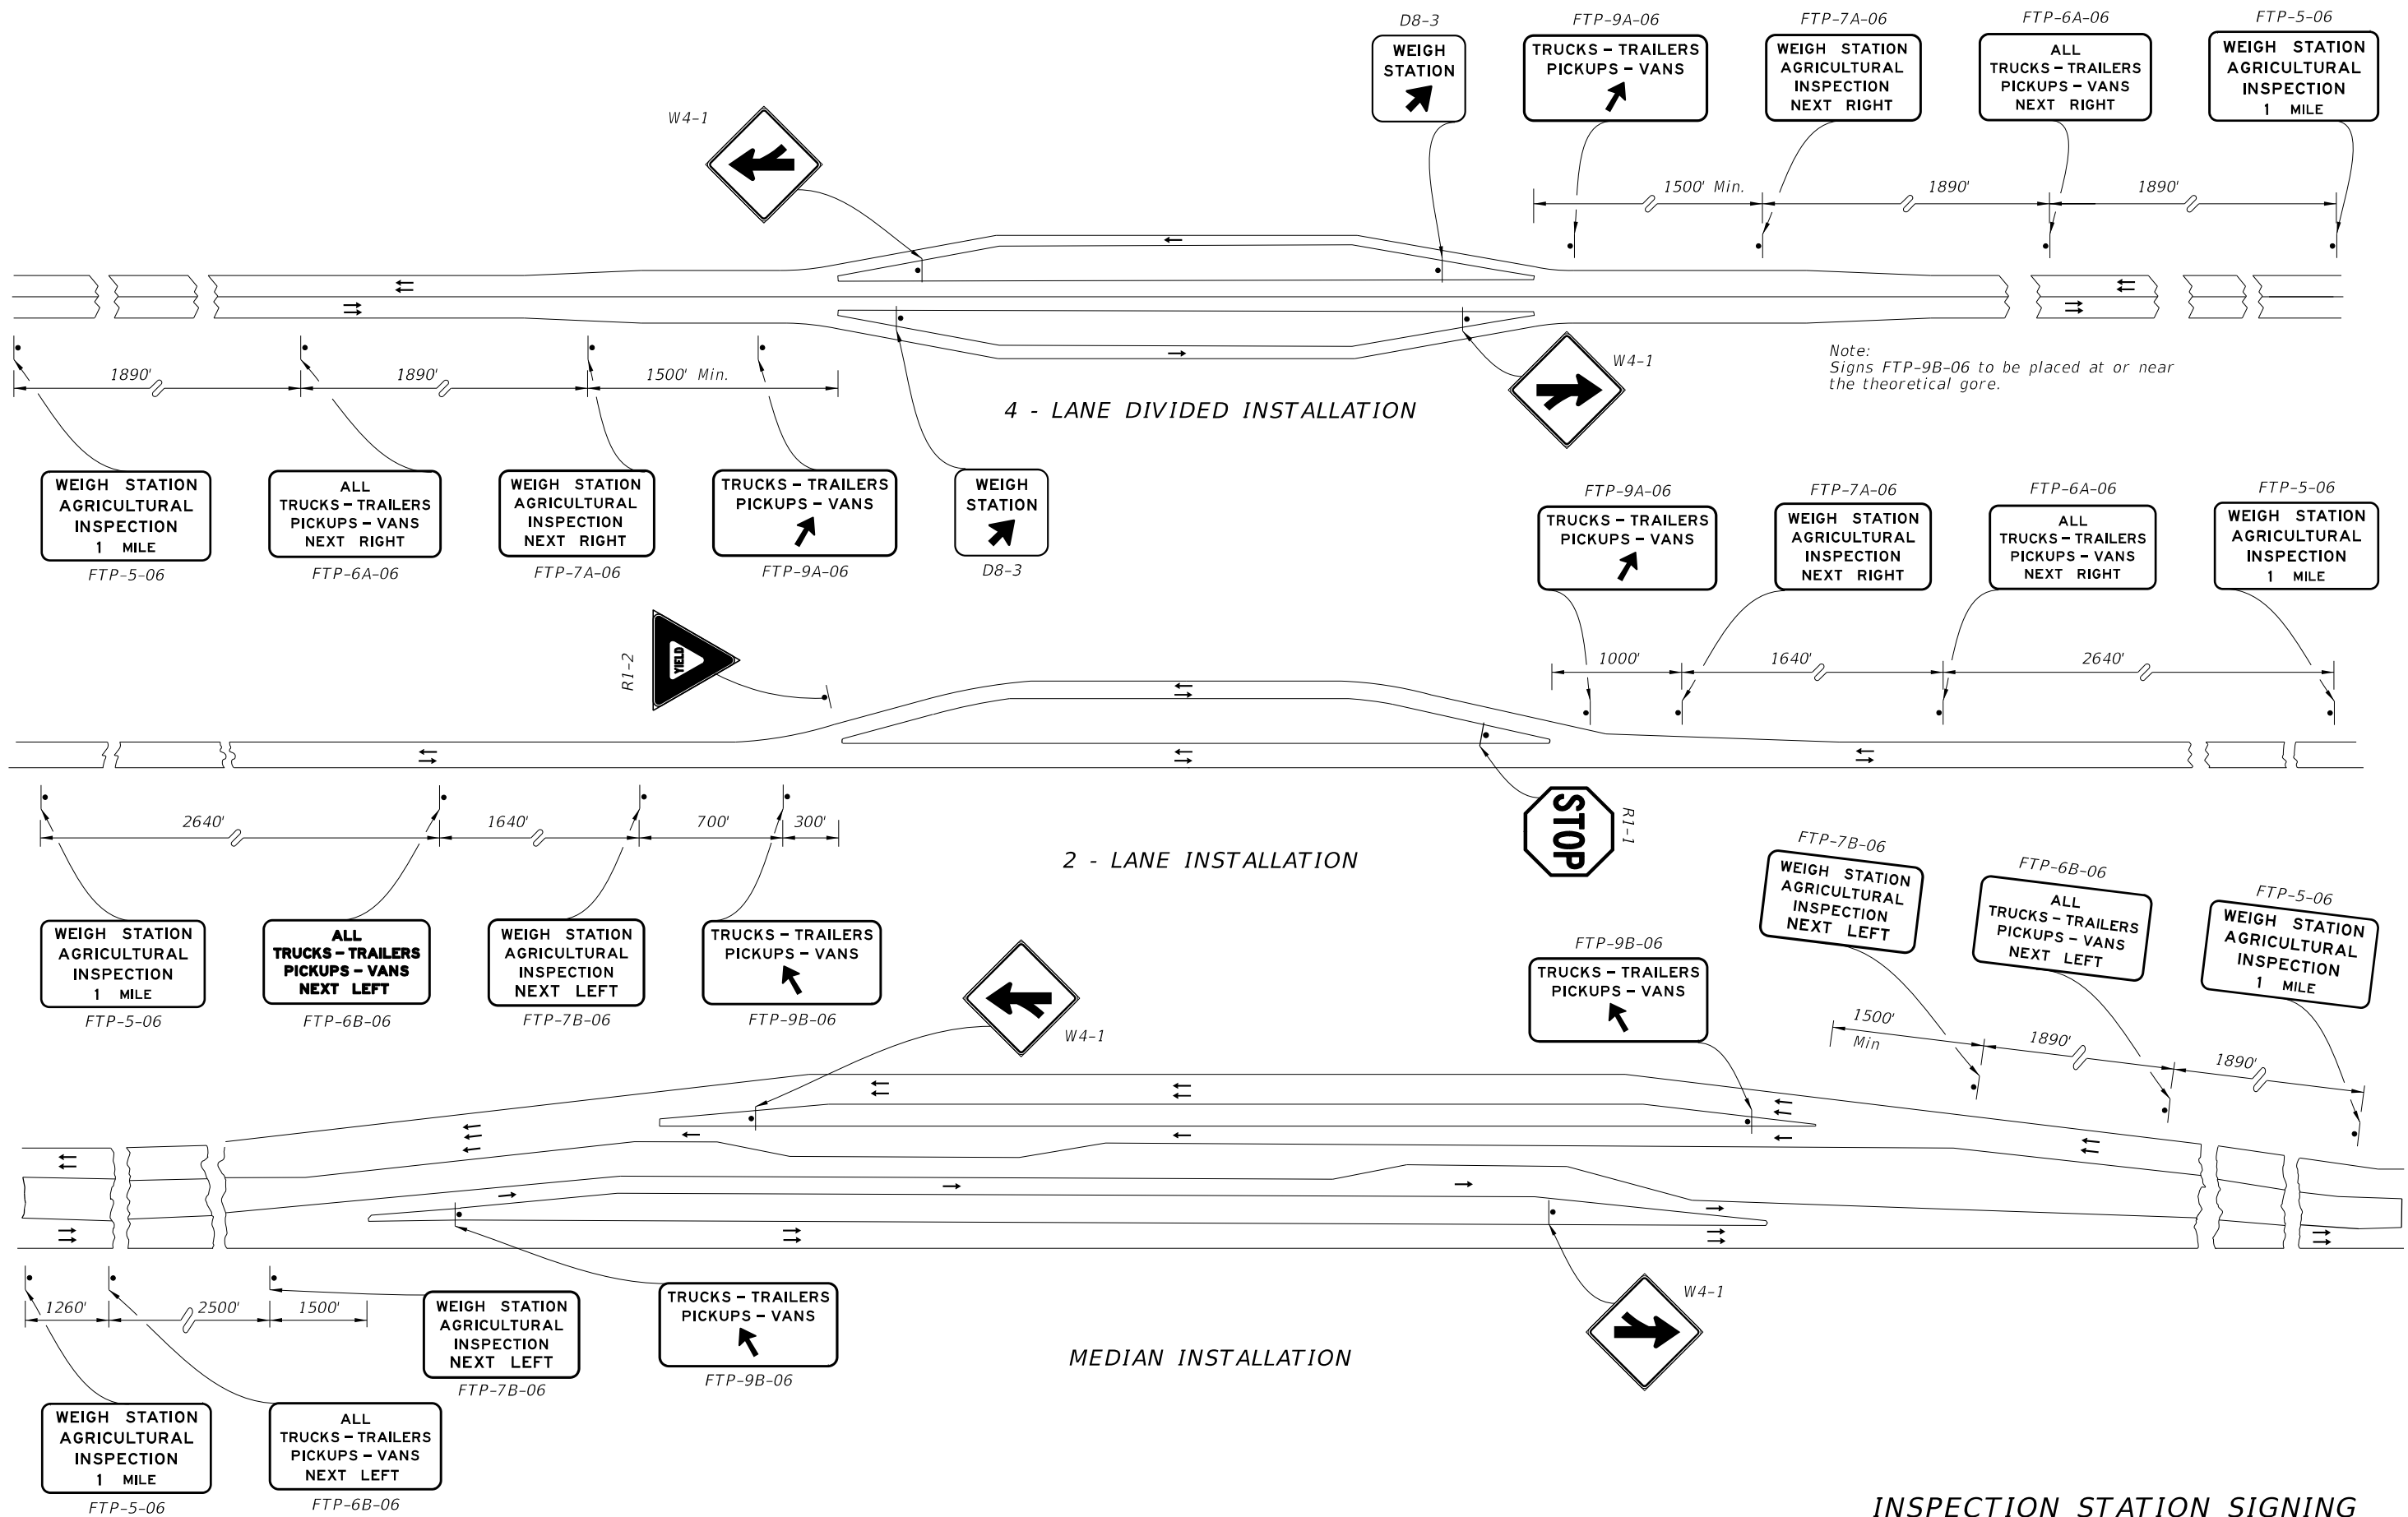 D8-3
FTP-9A-06
FTP-7A-06
FTP-6A-06
FTP-5-06
WEIGH
STATION
TRUCKS - TRAILERS
PICKUPS - VANS
WEIGH STATION
AGRICULTURAL
INSPECTION
NEXT RIGHT
ALL
TRUCKS - TRAILERS
PICKUPS - VANS
NEXT RIGHT
WEIGH STATION
AGRICULTURAL
INSPECTION
1 MILE
W4-1
1500' Min.
1890'
1890'
Note:
Signs FTP-9B-06 to be placed at or near
the theoretical gore.
W4-1
1890'
1890'
1500' Min.
4 - LANE DIVIDED INSTALLATION
WEIGH STATION
AGRICULTURAL
INSPECTION
1 MILE
FTP-5-06
ALL
TRUCKS - TRAILERS
PICKUPS - VANS
NEXT RIGHT
FTP-6A-06
WEIGH STATION
AGRICULTURAL
INSPECTION
NEXT RIGHT
FTP-7A-06
TRUCKS - TRAILERS
PICKUPS - VANS
FTP-9A-06
WEIGH
STATION
D8-3
FTP-9A-06
TRUCKS - TRAILERS
PICKUPS - VANS
FTP-7A-06
WEIGH STATION
AGRICULTURAL
INSPECTION
NEXT RIGHT
FTP-6A-06
ALL
TRUCKS - TRAILERS
PICKUPS - VANS
NEXT RIGHT
FTP-5-06
WEIGH STATION
AGRICULTURAL
INSPECTION
1 MILE
R1-2
YIELD
1000'
1640'
2640'
2640'
1640'
700'
300'
2 - LANE INSTALLATION
STOP
R1-1
WEIGH STATION
AGRICULTURAL
INSPECTION
1 MILE
FTP-5-06
ALL
TRUCKS - TRAILERS
PICKUPS - VANS
NEXT LEFT
FTP-6B-06
WEIGH STATION
AGRICULTURAL
INSPECTION
NEXT LEFT
FTP-7B-06
TRUCKS - TRAILERS
PICKUPS - VANS
FTP-9B-06
W4-1
FTP-9B-06
TRUCKS - TRAILERS
PICKUPS - VANS
FTP-7B-06
WEIGH STATION
AGRICULTURAL
INSPECTION
NEXT LEFT
FTP-6B-06
ALL
TRUCKS - TRAILERS
PICKUPS - VANS
NEXT LEFT
FTP-5-06
WEIGH STATION
AGRICULTURAL
INSPECTION
1 MILE
1500'
Min
1890'
1890'
1260'
2500'
1500'
WEIGH STATION
AGRICULTURAL
INSPECTION
NEXT LEFT
FTP-7B-06
TRUCKS - TRAILERS
PICKUPS - VANS
FTP-9B-06
W4-1
MEDIAN INSTALLATION
WEIGH STATION
AGRICULTURAL
INSPECTION
1 MILE
FTP-5-06
ALL
TRUCKS - TRAILERS
PICKUPS - VANS
NEXT LEFT
FTP-6B-06
INSPECTION STATION SIGNING